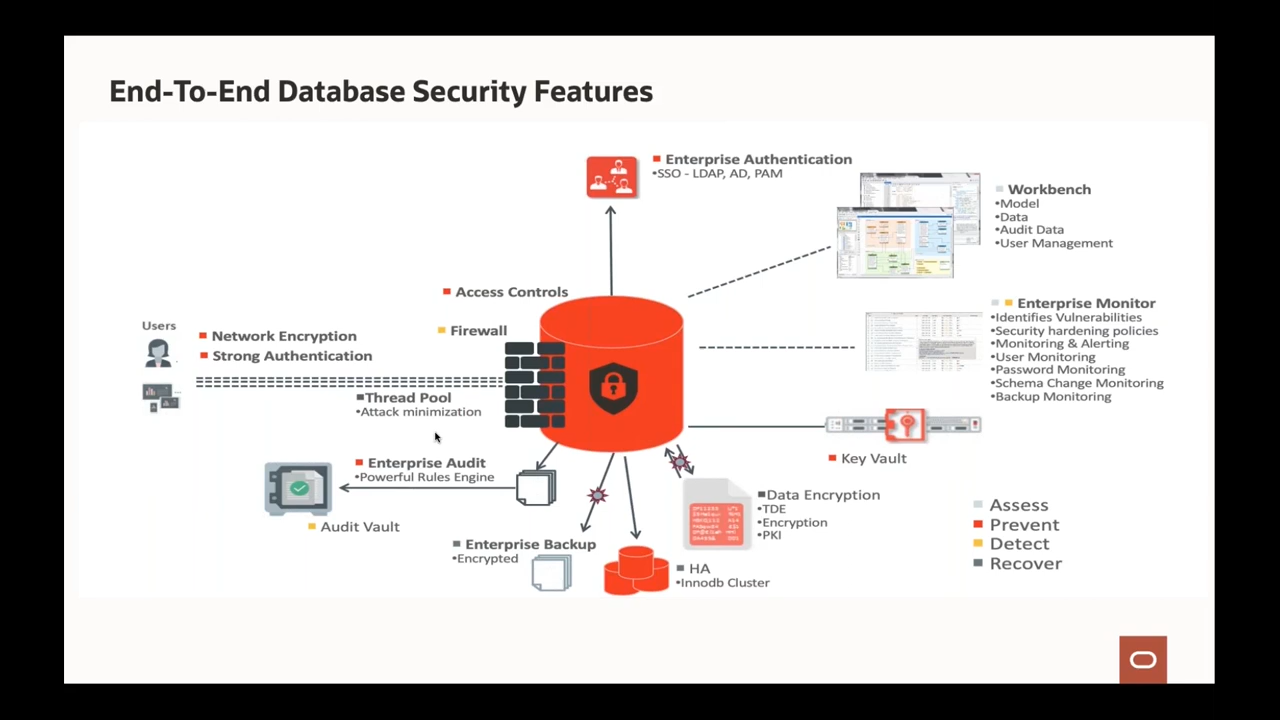 End-To-End Database Security Features
Enterprise Authentication
•SSO - LDAP, AD, PAM
Workbench
•Model
•Data
•Audit Data
•User Management
Access Controls
Firewall
Users
Network Encryption
Strong Authentication
Thread Pool
•Attack minimization
Enterprise Monitor
•Identifies Vulnerabilities
•Security hardening policies
•Monitoring & Alerting
•User Monitoring
•Password Monitoring
•Schema Change Monitoring
•Backup Monitoring
Key Vault
Enterprise Audit
•Powerful Rules Engine
Audit Vault
Data Encryption
•TDE
•Encryption
•PKI
Enterprise Backup
•Encrypted
HA
•Innodb Cluster
Assess
Prevent
Detect
Recover